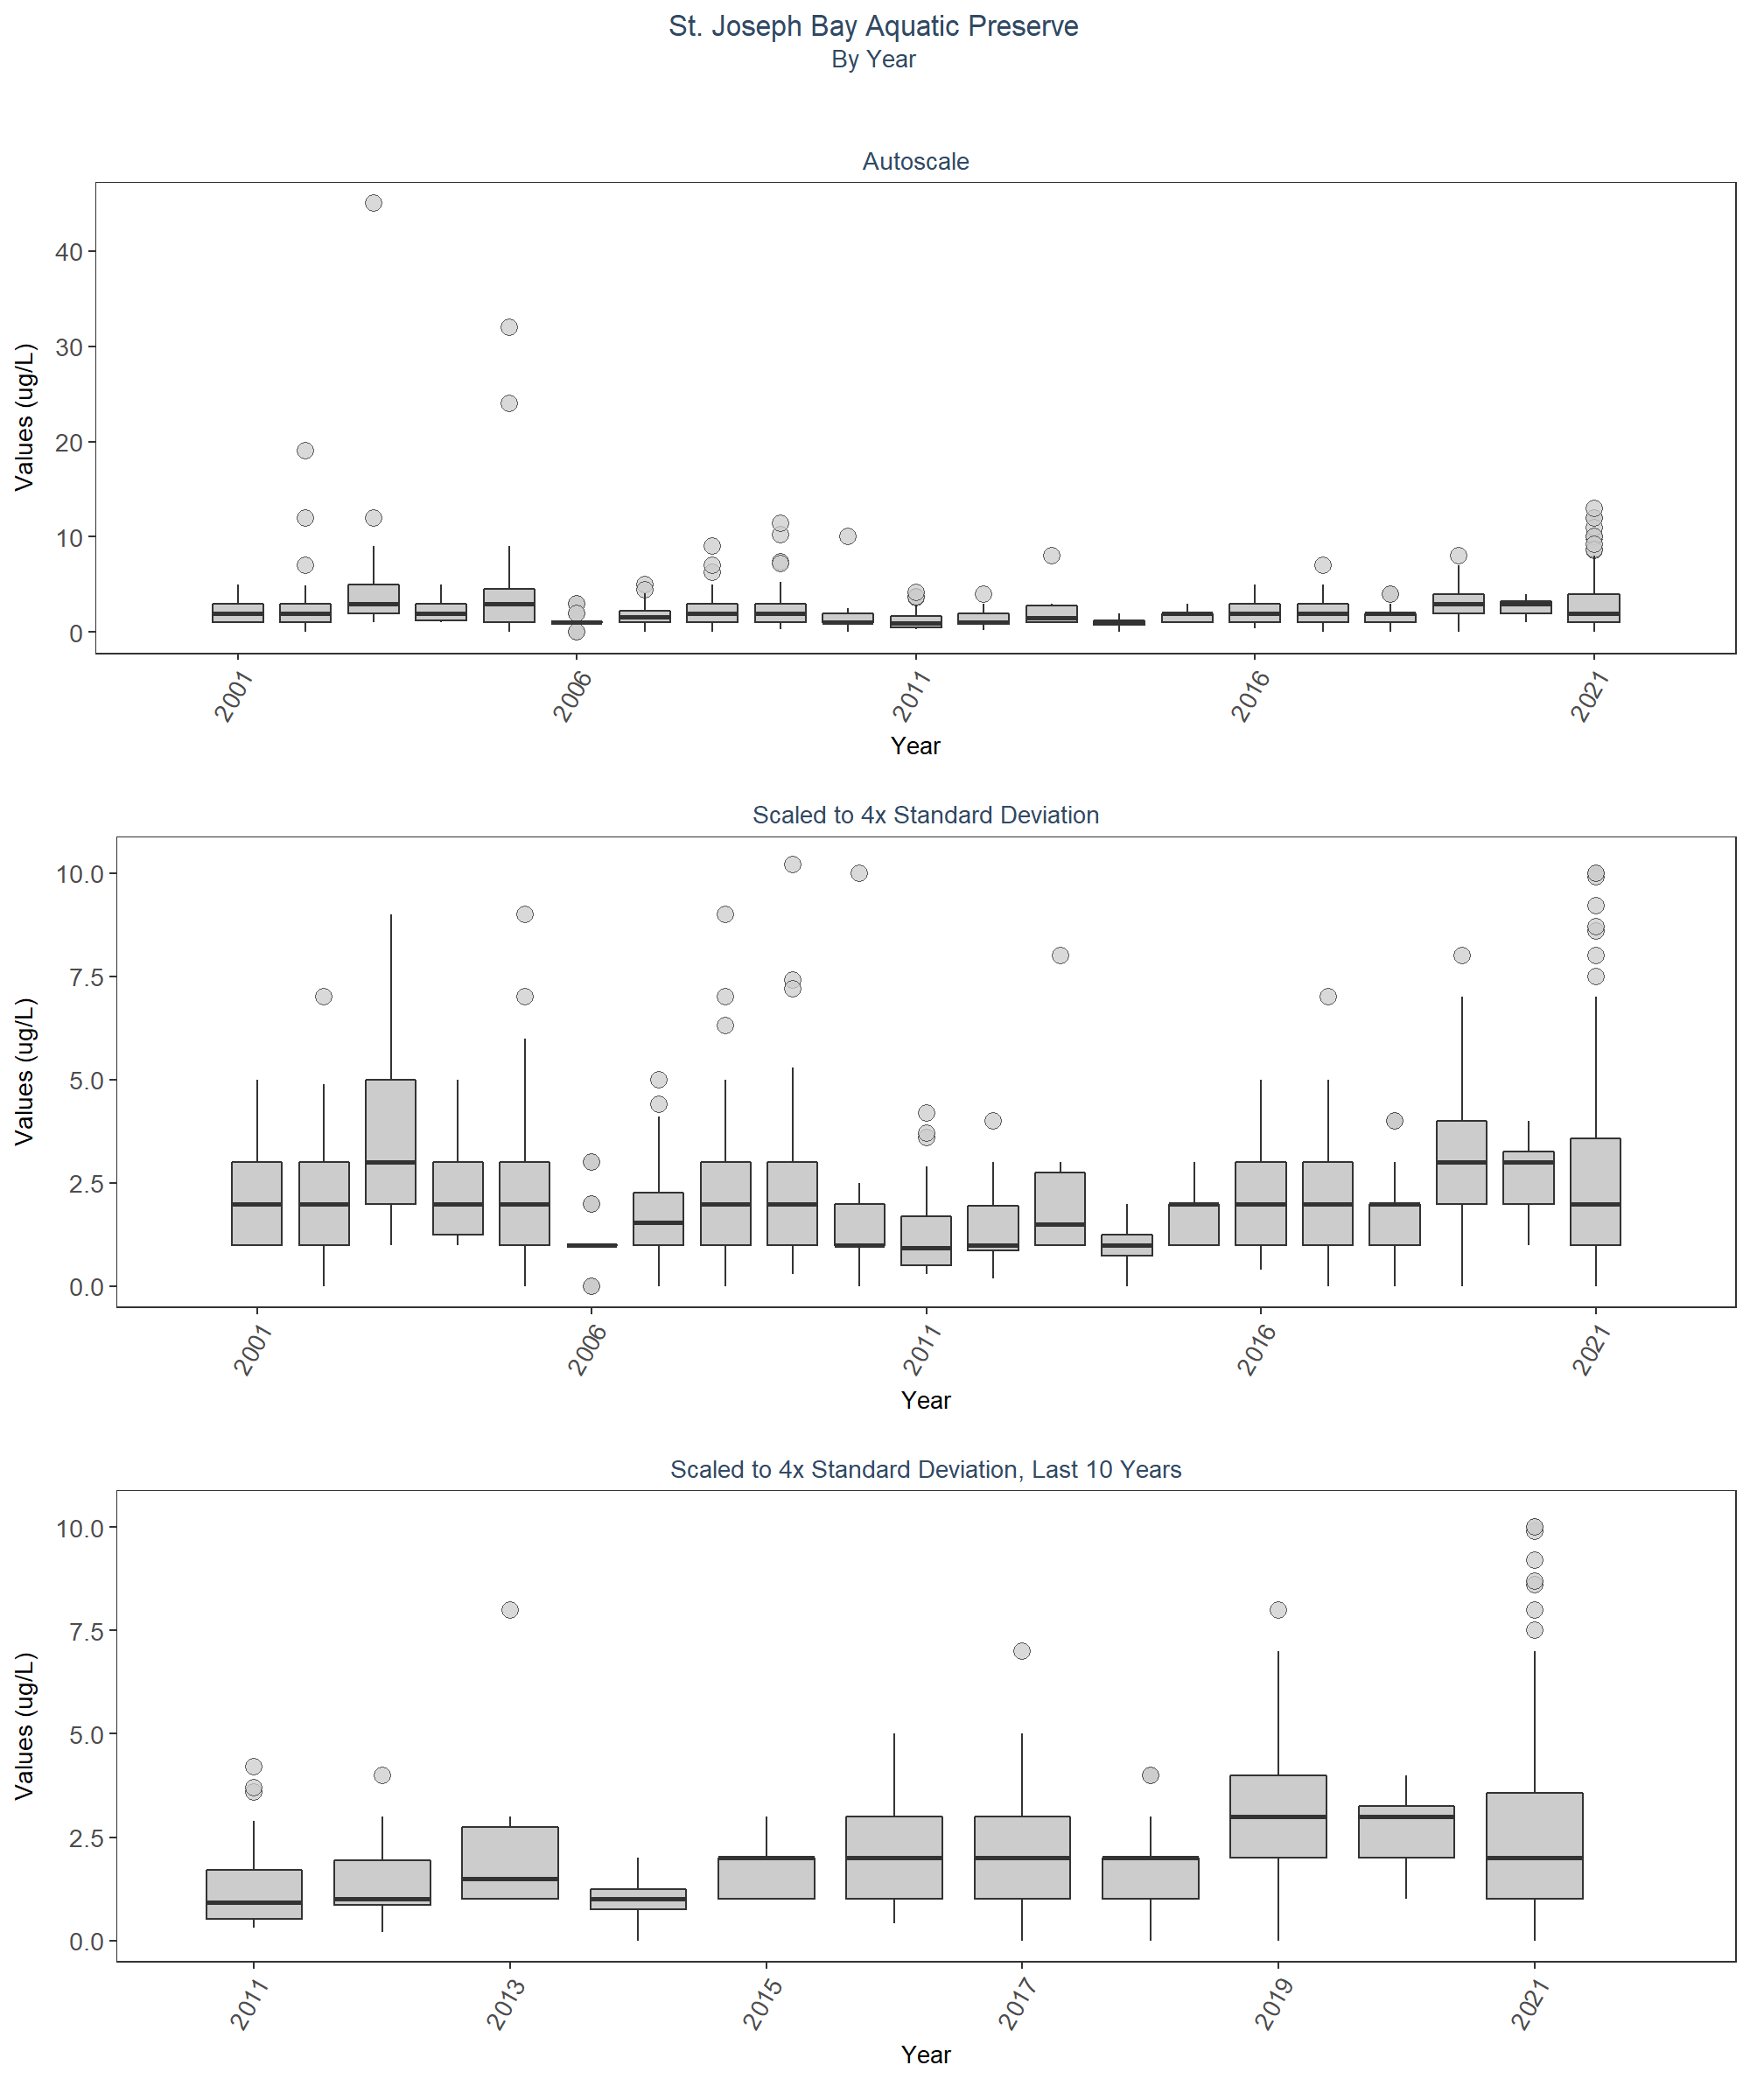 St. Joseph Bay Aquatic Preserve
By Year
Autoscale
Values (ug/L)
40
30
20
10
0
2001
2006
2011
2016
2021
Year
Scaled to 4x Standard Deviation
Values (ug/L)
10.0
7.5
5.0
2.5
0.0
2001
2006
2011
2016
2021
Year
Scaled to 4x Standard Deviation, Last 10 Years
Values (ug/L)
10.0
7.5
5.0
2.5
0.0
2011
2013
2015
2017
2019
2021
Year